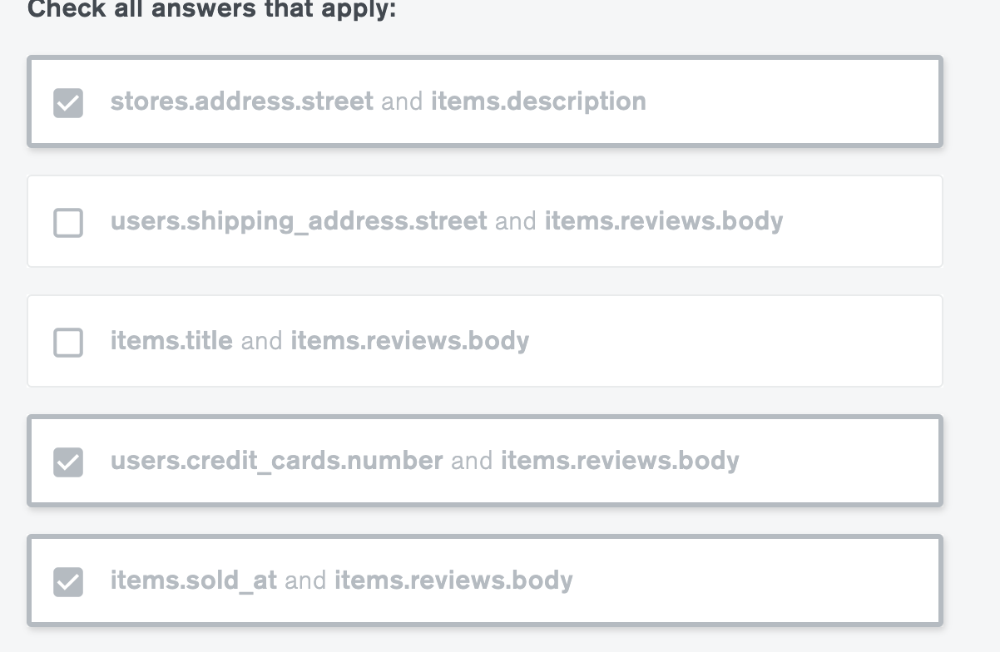 Check all answers that apply:
stores.address.street and items.description
users.shipping_address.street and items.reviews.body
items.title and items.reviews.body
users.credit_cards.number and items.reviews.body
items.sold_at and items.reviews.body